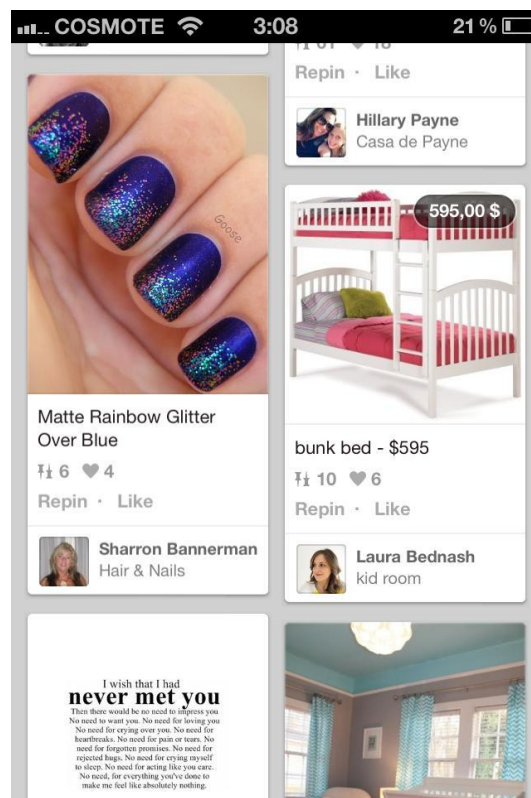 COSMOTE 3:08 21 %
Repin · Like
Hillary Payne
Casa de Payne
Goose
Matte Rainbow Glitter
Over Blue
6 4
Repin · Like
Sharron Bannerman
Hair & Nails
595,00 $
bunk bed - $595
10 6
Repin · Like
Laura Bednash
kid room
I wish that I had
never met you
Then there would be no need to impress you
No need to want you. No need for loving you
No need for crying over you. No need for
heartbreaks. No need for pain or tears. No
need for forgotten promises. No need for
rejected hugs. No need for crying myself
to sleep. No need for acting like you care.
No need, for everything you've done to
make me feel like absolutely nothing.